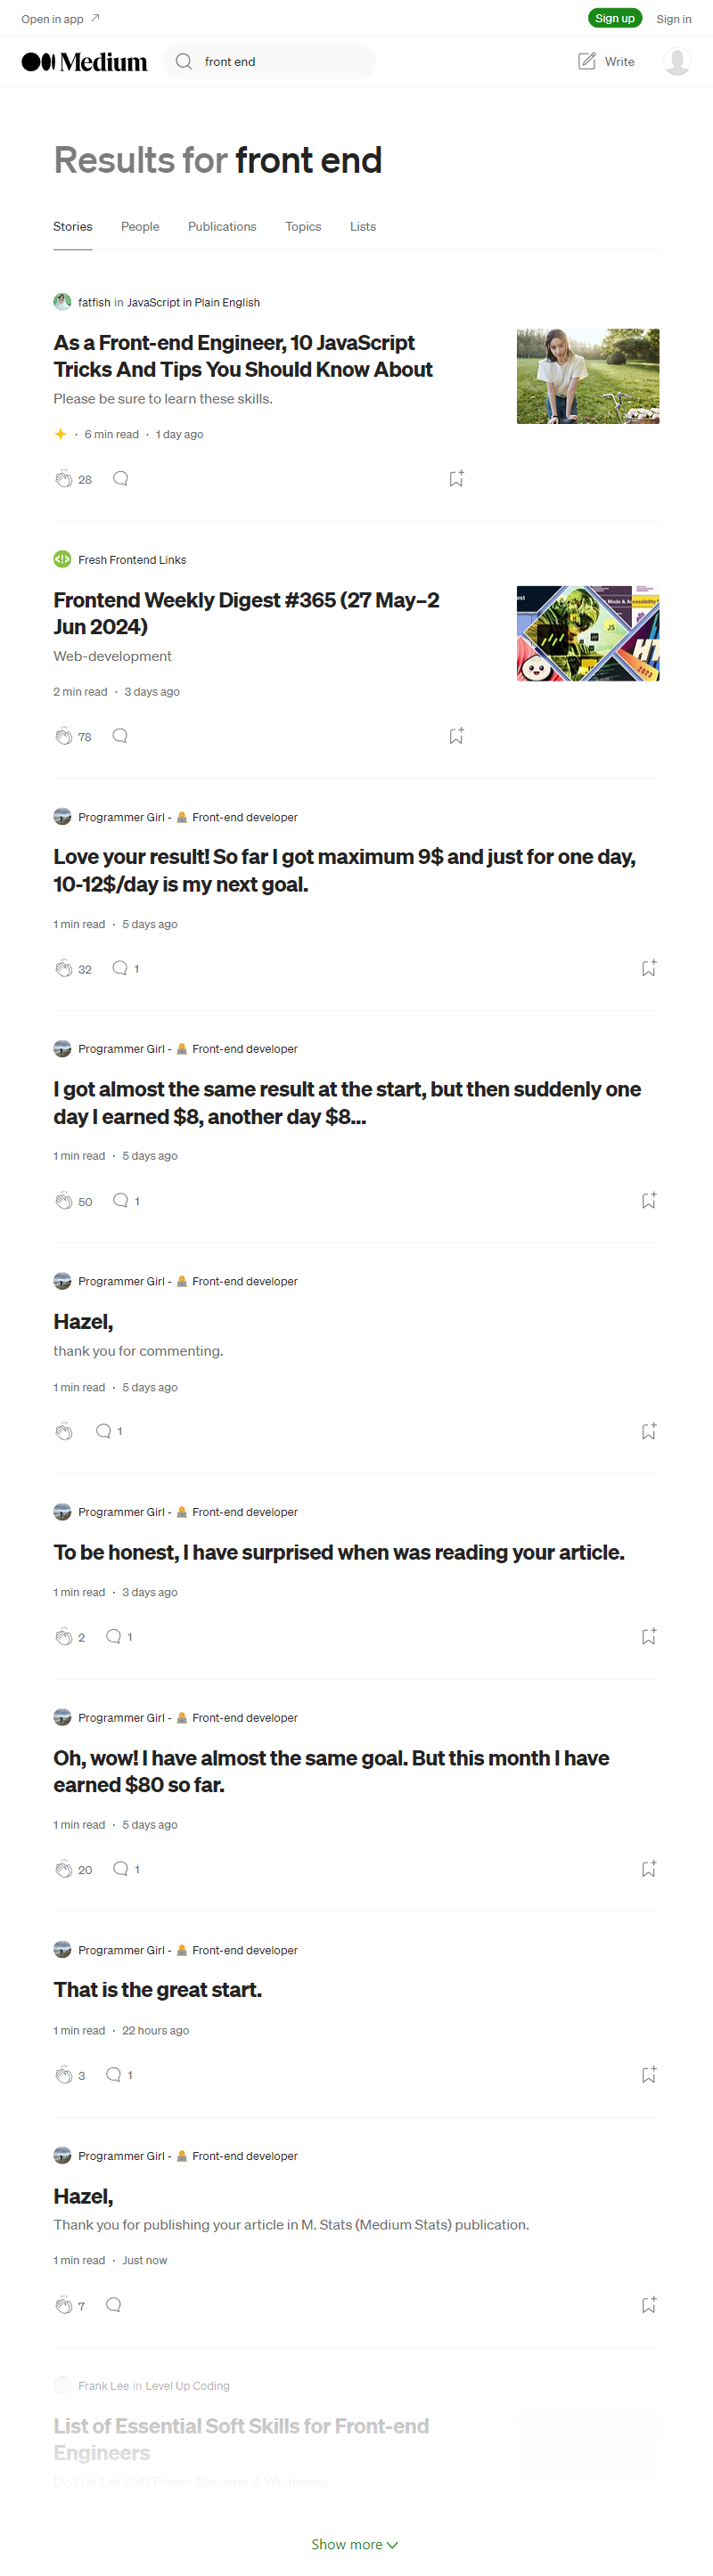 Open in app
Sign up
Sign in
Medium
front end
Write
Results for front end
Stories
People
Publications
Topics
Lists
fatfish in JavaScript in Plain English
As a Front-end Engineer, 10 JavaScript
Tricks And Tips You Should Know About
Please be sure to learn these skills.
· 6 min read · 1 day ago
28
Fresh Frontend Links
Frontend Weekly Digest #365 (27 May–2
Jun 2024)
Web-development
2 min read · 3 days ago
78
Programmer Girl - Front-end developer
Love your result! So far I got maximum 9$ and just for one day,
10-12$/day is my next goal.
1 min read · 5 days ago
32 1
Programmer Girl - Front-end developer
I got almost the same result at the start, but then suddenly one
day I earned $8, another day $8...
1 min read · 5 days ago
50 1
Programmer Girl - Front-end developer
Hazel,
thank you for commenting.
1 min read · 5 days ago
1
Programmer Girl - Front-end developer
To be honest, I have surprised when was reading your article.
1 min read · 3 days ago
2 1
Programmer Girl - Front-end developer
Oh, wow! I have almost the same goal. But this month I have
earned $80 so far.
1 min read · 5 days ago
20 1
Programmer Girl - Front-end developer
That is the great start.
1 min read · 22 hours ago
3 1
Programmer Girl - Front-end developer
Hazel,
Thank you for publishing your article in M. Stats (Medium Stats) publication.
1 min read · Just now
7
Frank Lee in Level Up Coding
List of Essential Soft Skills for Front-end
Engineers
Do Not Let Soft Power Become A Weakness
Show more